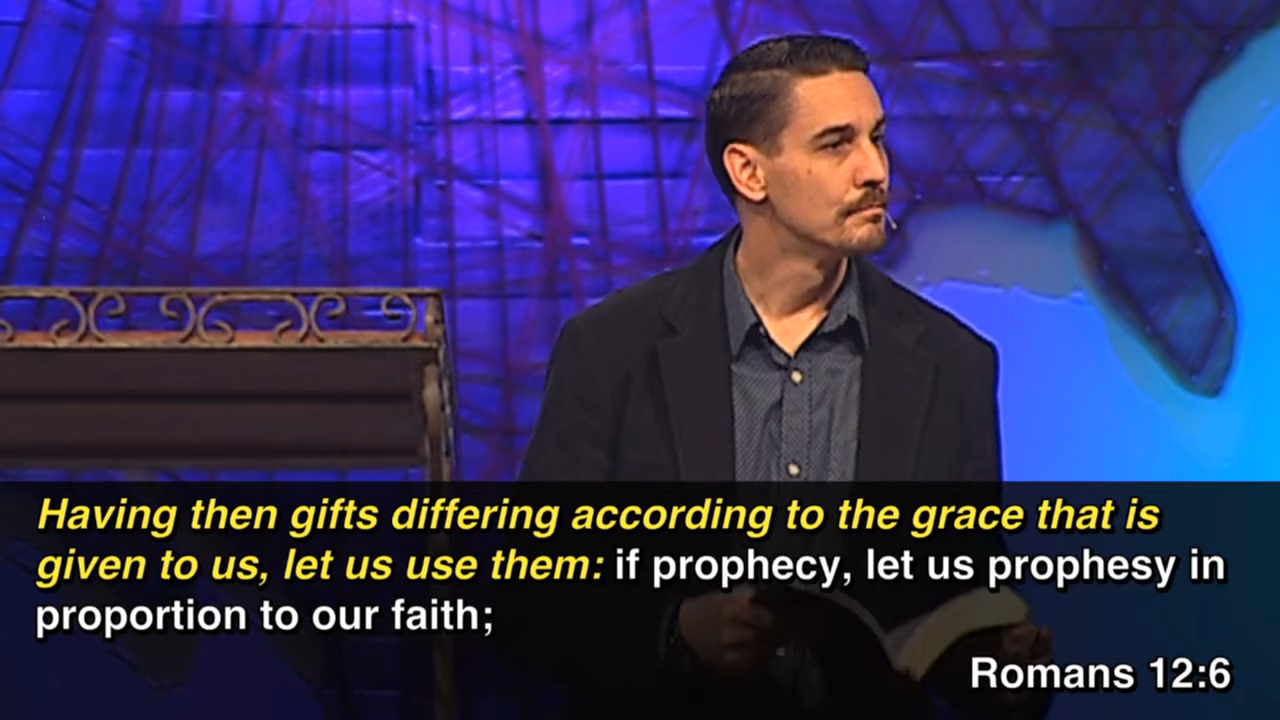 Having then gifts differing according to the grace that is
given to us, let us use them: if prophecy, let us prophesy in
proportion to our faith;
Romans 12:6